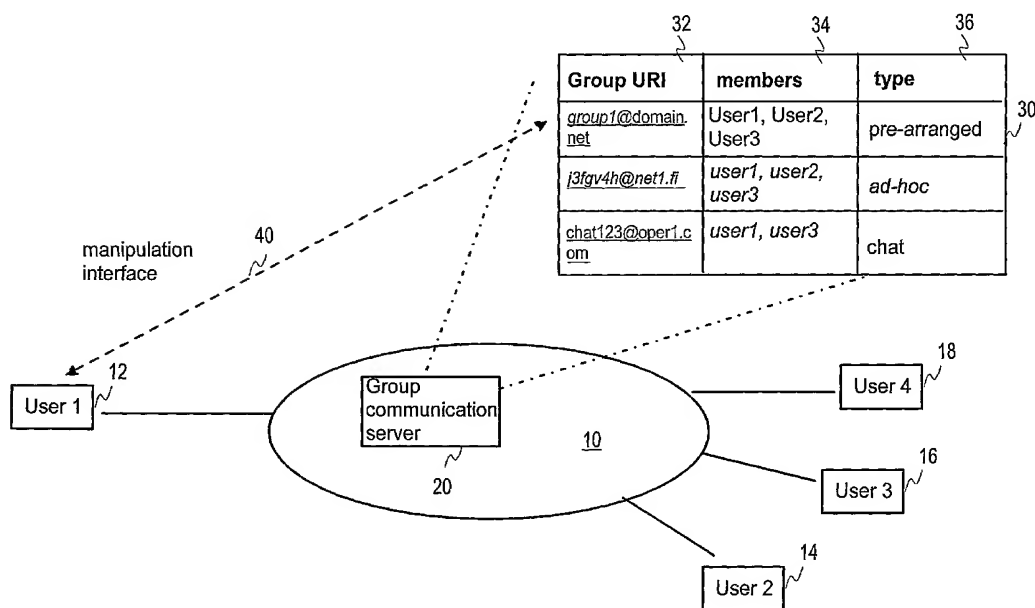 32
34
36
Group URI
members
type
30
group1@domain.
net
User1, User2,
User3
pre-arranged
j3fgv4h@net1.fi
user1, user2,
user3
ad-hoc
chat123@oper1.c
om
user1, user3
chat
manipulation
interface
40
12
User 1
Group
communication
server
20
10
18
User 4
16
User 3
14
User 2